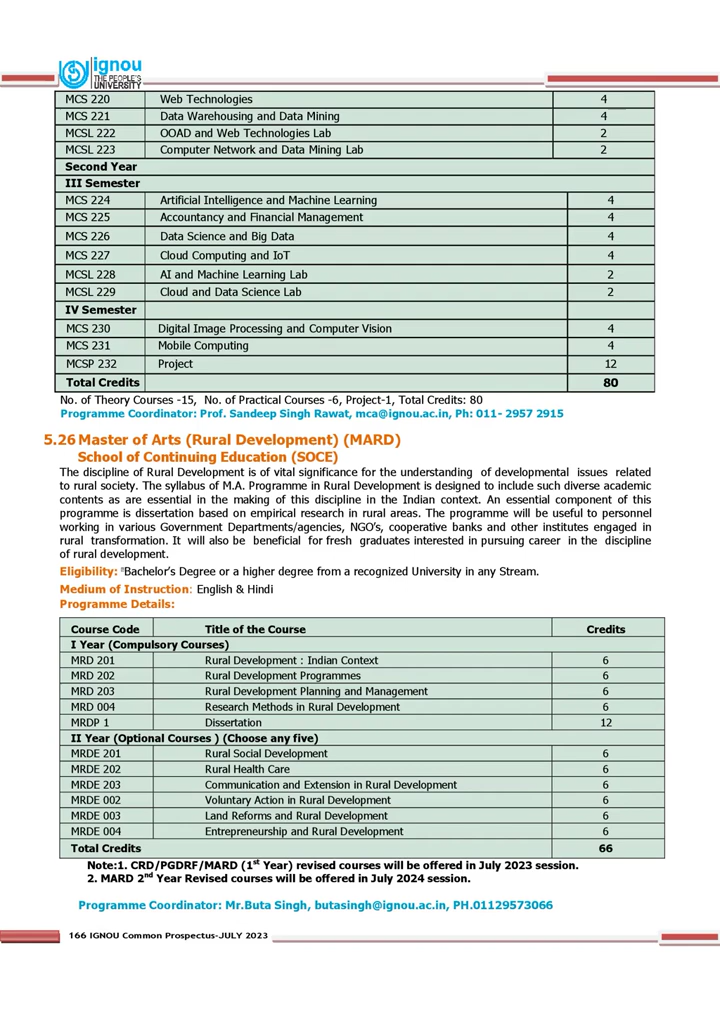 ignou
THE PEOPLE'S
UNIVERSITY
MCS 220 Web Technologies 4
MCS 221 Data Warehousing and Data Mining 4
MCSL 222 OOAD and Web Technologies Lab 2
MCSL 223 Computer Network and Data Mining Lab 2
Second Year
III Semester
MCS 224 Artificial Intelligence and Machine Learning 4
MCS 225 Accountancy and Financial Management 4
MCS 226 Data Science and Big Data 4
MCS 227 Cloud Computing and IoT 4
MCSL 228 AI and Machine Learning Lab 2
MCSL 229 Cloud and Data Science Lab 2
IV Semester
MCS 230 Digital Image Processing and Computer Vision 4
MCS 231 Mobile Computing 4
MCSP 232 Project 12
Total Credits 80
No. of Theory Courses -15, No. of Practical Courses -6, Project-1, Total Credits: 80
Programme Coordinator: Prof. Sandeep Singh Rawat, mca@ignou.ac.in, Ph: 011- 2957 2915
5.26 Master of Arts (Rural Development) (MARD)
School of Continuing Education (SOCE)
The discipline of Rural Development is of vital significance for the understanding of developmental issues related
to rural society. The syllabus of M.A. Programme in Rural Development is designed to include such diverse academic
contents as are essential in the making of this discipline in the Indian context. An essential component of this
programme is dissertation based on empirical research in rural areas. The programme will be useful to personnel
working in various Government Departments/agencies, NGO's, cooperative banks and other institutes engaged in
rural transformation. It will also be beneficial for fresh graduates interested in pursuing career in the discipline
of rural development.
Eligibility: "Bachelor's Degree or a higher degree from a recognized University in any Stream.
Medium of Instruction: English & Hindi
Programme Details:
Course Code Title of the Course Credits
I Year (Compulsory Courses)
MRD 201 Rural Development : Indian Context 6
MRD 202 Rural Development Programmes 6
MRD 203 Rural Development Planning and Management 6
MRD 004 Research Methods in Rural Development 6
MRDP 1 Dissertation 12
II Year (Optional Courses ) (Choose any five)
MRDE 201 Rural Social Development 6
MRDE 202 Rural Health Care 6
MRDE 203 Communication and Extension in Rural Development 6
MRDE 002 Voluntary Action in Rural Development 6
MRDE 003 Land Reforms and Rural Development 6
MRDE 004 Entrepreneurship and Rural Development 6
Total Credits 66
Note:1. CRD/PGDRF/MARD (1st Year) revised courses will be offered in July 2023 session.
2. MARD 2nd Year Revised courses will be offered in July 2024 session.
Programme Coordinator: Mr.Buta Singh, butasingh@ignou.ac.in, PH.01129573066
166 IGNOU Common Prospectus-JULY 2023